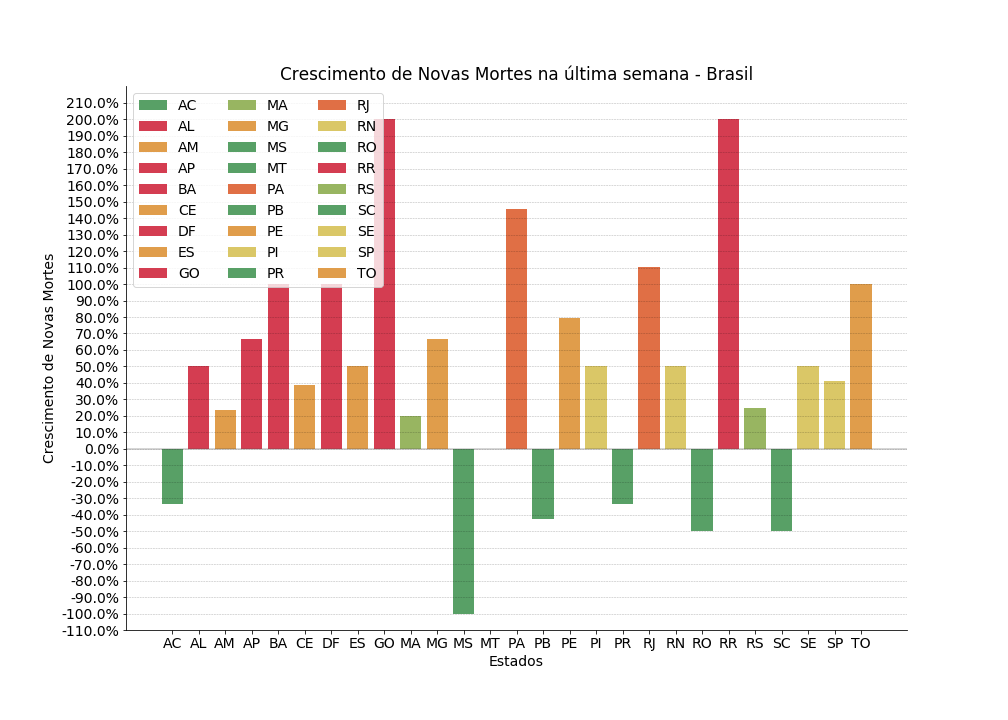 Crescimento de Novas Mortes na última semana - Brasil
Crescimento de Novas Mortes
210.0%
200.0%
190.0%
180.0%
170.0%
160.0%
150.0%
140.0%
130.0%
120.0%
110.0%
100.0%
90.0%
80.0%
70.0%
60.0%
50.0%
40.0%
30.0%
20.0%
10.0%
0.0%
-10.0%
-20.0%
-30.0%
-40.0%
-50.0%
-60.0%
-70.0%
-80.0%
-90.0%
-100.0%
-110.0%
AC MA RJ
AL MG RN
AM MS RO
AP MT RR
BA PA RS
CE PB SC
DF PE SE
ES PI SP
GO PR TO
AC AL AM AP BA CE DF ES GO MA MG MS MT PA PB PE PI PR RJ RN RO RR RS SC SE SP TO
Estados